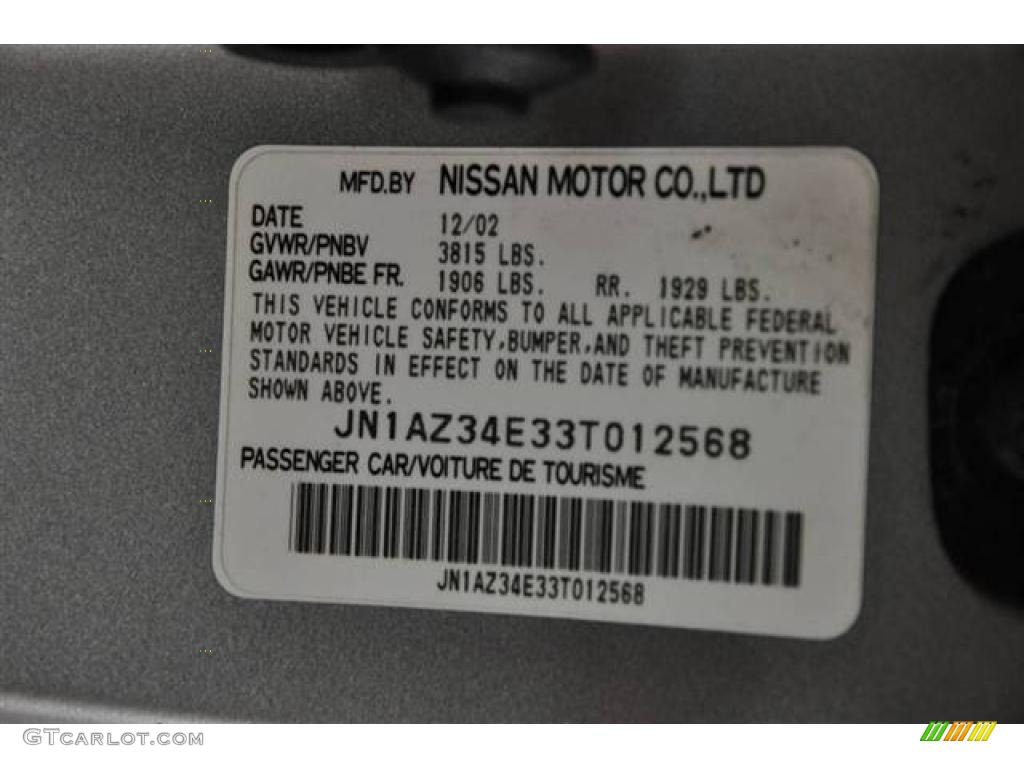 MFD.BY NISSAN MOTOR CO.,LTD
DATE 12/02
GVWR/PNBV 3815 LBS.
GAWR/PNBE FR. 1906 LBS. RR. 1929 LBS.
THIS VEHICLE CONFORMS TO ALL APPLICABLE FEDERAL
MOTOR VEHICLE SAFETY,BUMPER,AND THEFT PREVENTION
STANDARDS IN EFFECT ON THE DATE OF MANUFACTURE
SHOWN ABOVE.
JN1AZ34E33T012568
PASSENGER CAR/VOITURE DE TOURISME
JN1AZ34E33T012568
GTCARLOT.COM